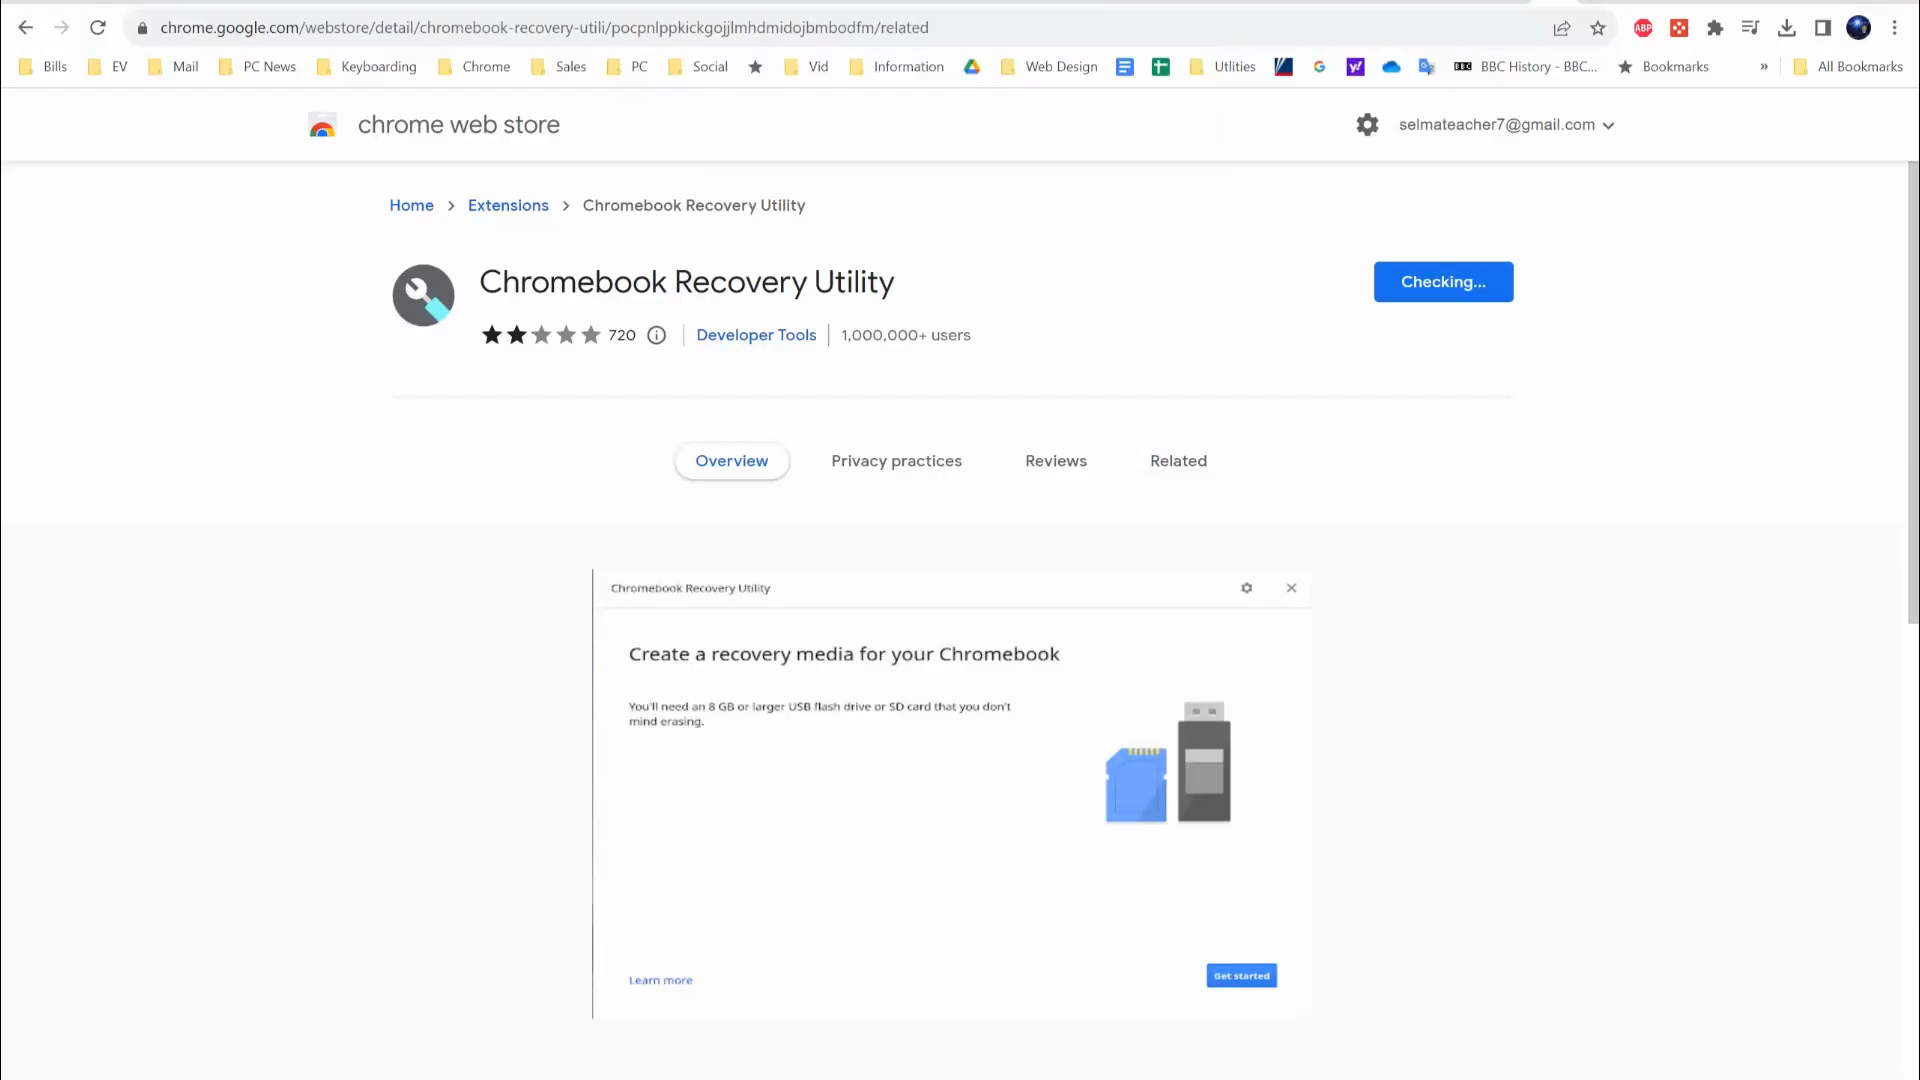 chrome.google.com/webstore/detail/chromebook-recovery-utili/pocpnlppkickgojjlmhdmidojbmbodfm/related
ABP
Bills EV Mail PC News Keyboarding Chrome Sales PC Social Vid Information Web Design Utlities BBC BBC History - BBC... Bookmarks » All Bookmarks
chrome web store selmateacher7@gmail.com
Home > Extensions > Chromebook Recovery Utility
Chromebook Recovery Utility
Checking...
720 Developer Tools 1,000,000+ users
Overview Privacy practices Reviews Related
Chromebook Recovery Utility
Create a recovery media for your Chromebook
You'll need an 8 GB or larger USB flash drive or SD card that you don't
mind erasing.
Learn more Get started